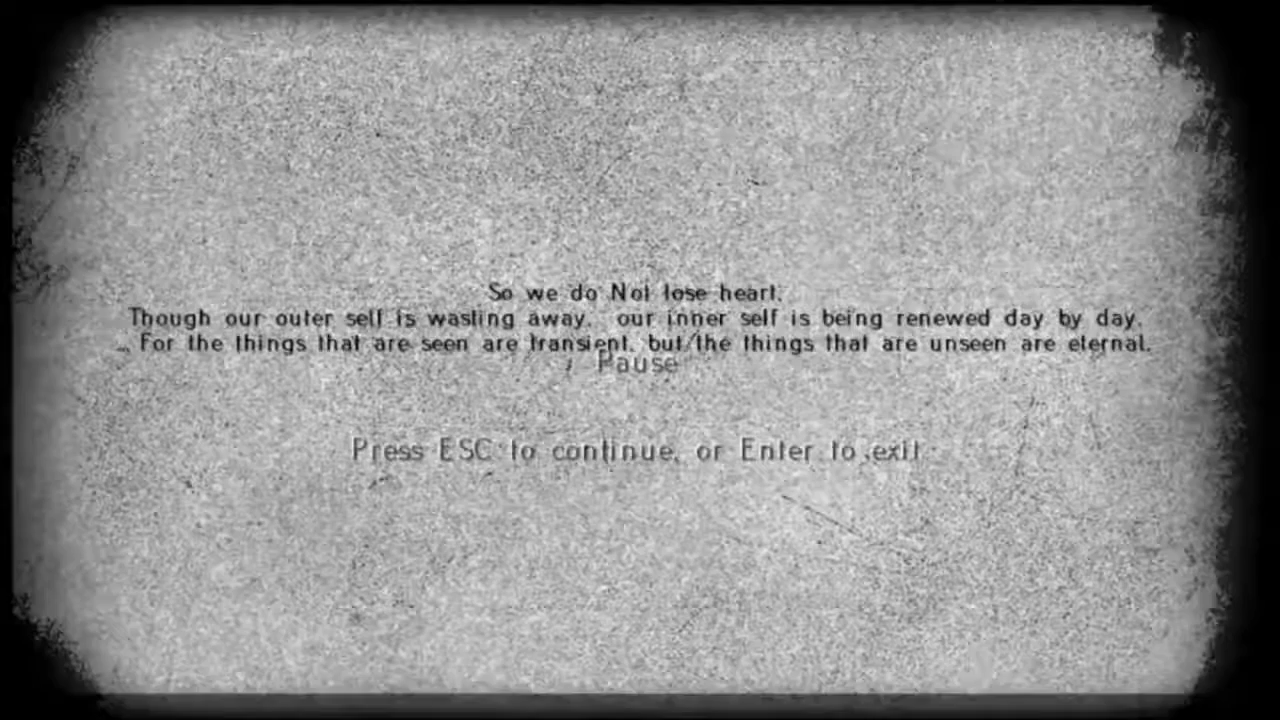 So we do Not lose heart.
Though our outer self is wasting away, our inner self is being renewed day by day.
For the things that are seen are transient, but the things that are unseen are eternal.
Pause
Press ESC to continue, or Enter to exit